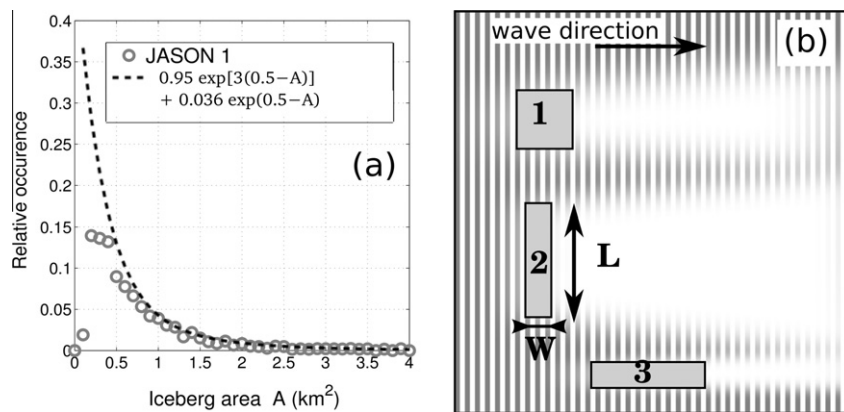 0.4
0.35
0.3
0.25
0.2
0.15
0.1
0.05
0
Relative occurence
JASON 1
0.95 exp[3(0.5−A)]
+ 0.036 exp(0.5−A)
(a)
0 0.5 1 1.5 2 2.5 3 3.5 4
Iceberg area A (km²)
wave direction
(b)
1
2
L
W
3